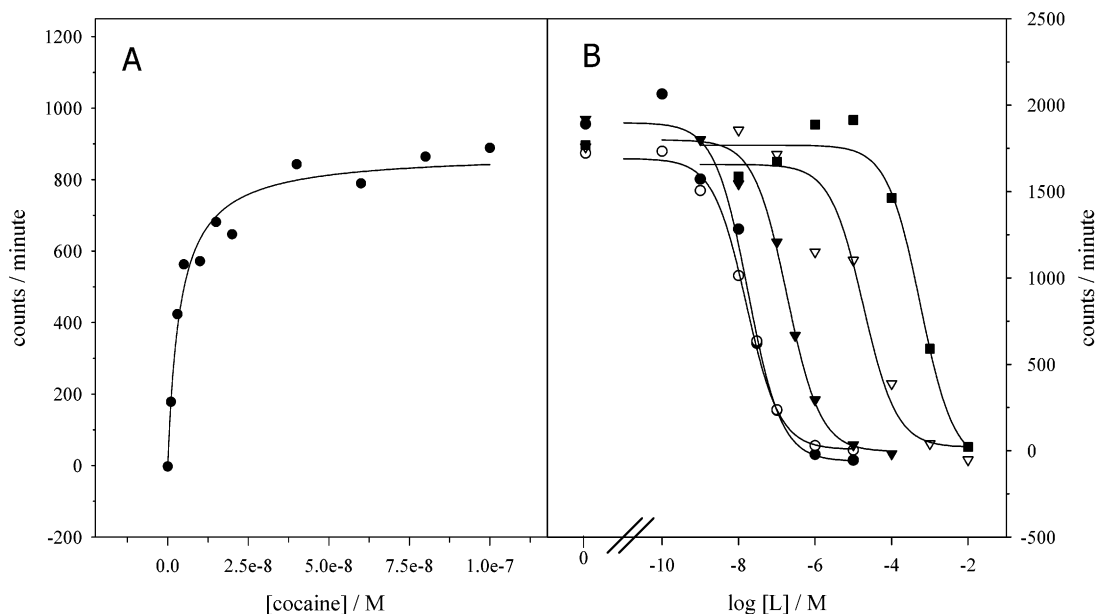 A
B
counts / minute
1200
1000
800
600
400
200
0
-200
0.0
2.5e-8
5.0e-8
7.5e-8
1.0e-7
[cocaine] / M
2500
2000
1500
1000
500
0
-500
counts / minute
0
-10
-8
-6
-4
-2
log [L] / M